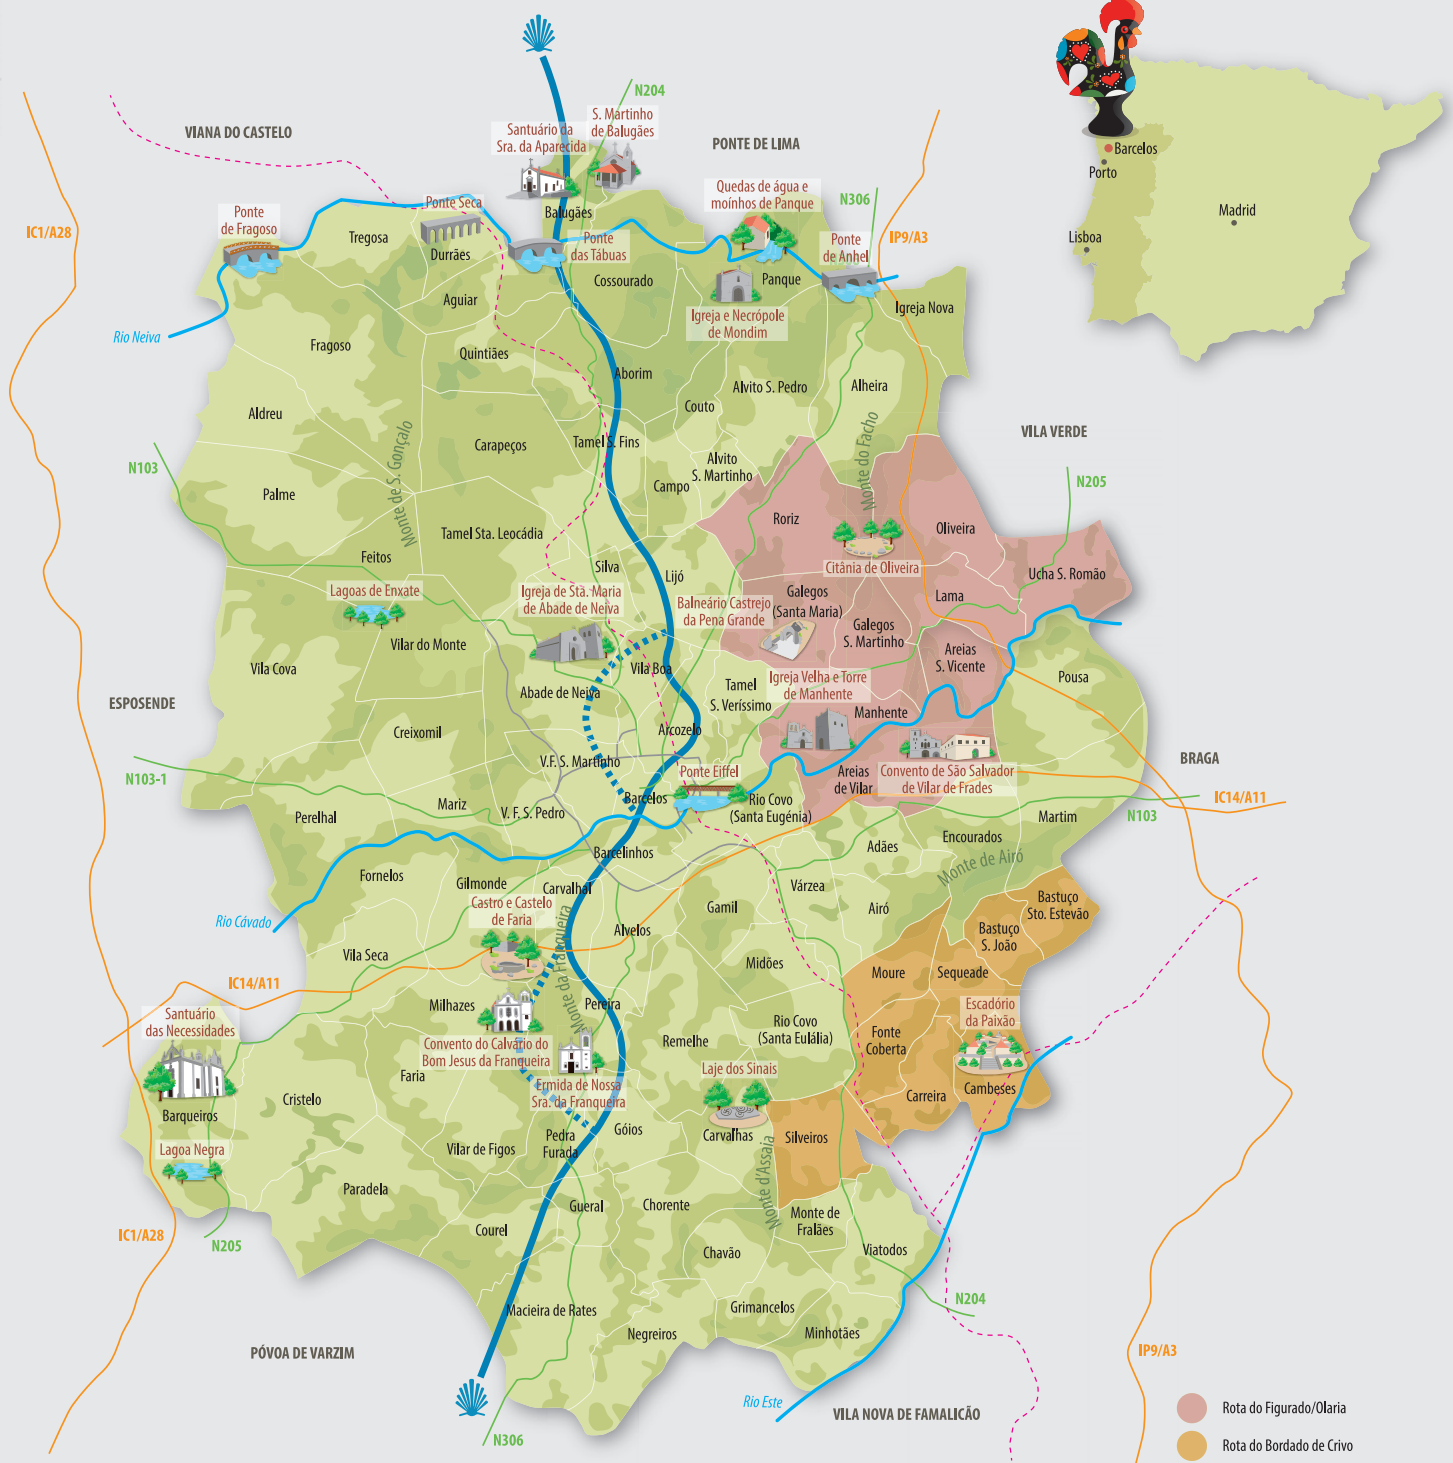 N204
S. Martinho
de Balugães
Santuário da
Sra. da Aparecida
VIANA DO CASTELO
PONTE DE LIMA
Barcelos
Porto
Madrid
Lisboa
Quedas de água e
moínhos de Panque
N306
Ponte
de Fragoso
Ponte Seca
Balugães
IC1/A28
Tregosa
Ponte
das Tábuas
Ponte
de Anhel
IP9/A3
Durrães
Cossourado
Panque
Aguiar
Igreja Nova
Igreja e Necrópole
de Mondim
Rio Neiva
Fragoso
Quintiães
Aborim
Alvito S. Pedro
Alheira
Couto
Aldreu
Monte do Facho
VILA VERDE
Monte de S. Gonçalo
Carapeços
Tamel S. Fins
N103
Alvito
S. Martinho
Campo
N205
Palme
Roriz
Oliveira
Tamel Sta. Leocádia
Feitos
Silva
Lijó
Citânia de Oliveira
Ucha S. Romão
Lagoas de Enxate
Igreja de Stã. Maria
de Abade de Neiva
Balneário Castrejo
da Pena Grande
Galegos
(Santa Maria)
Lama
Galegos
S. Martinho
Vilar do Monte
Areias
S. Vicente
Vila Cova
Vila Boa
Tamel
S. Veríssimo
Igreja Velha e Torre
de Manhente
Pousa
Abade de Neiva
ESPOSENDE
Manhente
Creixomil
Arcozelo
V.F. S. Martinho
Ponte Eiffel
Areias
de Vilar
Convento de São Salvador
de Vilar de Frades
BRAGA
N103-1
Mariz
V. F. S. Pedro
Barcelos
Rio Covo
(Santa Eugénia)
IC14/A11
N103
Perelhal
Martim
Encourados
Adães
Barcelinhos
Monte de Airó
Fornelos
Gilmonde
Carvalhal
Várzea
Castro e Castelo
de Faria
Gamil
Airó
Bastuço
Sto. Estevão
Rio Cávado
Alvelos
Bastuço
S. João
Vila Seca
Monte da Franqueira
Midões
Moure
Sequeade
IC14/A11
Milhazes
Pereira
Santuário
das Necessidades
Escadório
da Paixão
Rio Covo
(Santa Eulália)
Fonte
Coberta
Convento do Calvário do
Bom Jesus da Franqueira
Remelhe
Laje dos Sinais
Faria
Ermida de Nossa
Sra. da Franqueira
Cambeses
Carreira
Cristelo
Barqueiros
Góios
Carvalhas
Silveiros
Lagoa Negra
Vilar de Figos
Pedra
Furada
Monte d'Assaia
Paradela
Gueral
Chorente
Monte de
Fralães
IC1/A28
N205
Courel
Chavão
Viatodos
N204
Macieira de Rates
Grimancelos
Negreiros
Minhotães
PÓVOA DE VARZIM
IP9/A3
Rio Este
VILA NOVA DE FAMALICÃO
N306
Rota do Figurado/Olaria
Rota do Bordado de Crivo